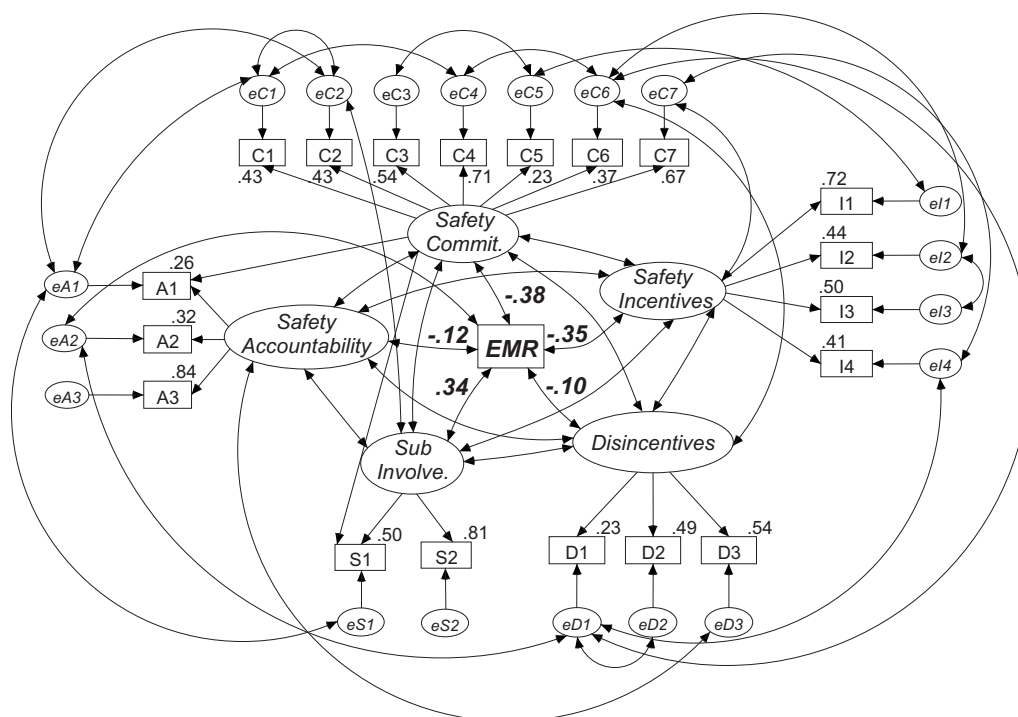 eC1 eC2 eC3 eC4 eC5 eC6 eC7
C1 C2 C3 C4 C5 C6 C7
.43 .43 .54 .71 .23 .37 .67
Safety
Commit.
.72
I1 eI1
.44
I2 eI2
.50
I3 eI3
.41
I4 eI4
Safety
Incentives
eA1 A1 .26
eA2 A2 .32
eA3 A3 .84
Safety
Accountability
-.38
-.12 EMR -.35
.34 -.10
Sub
Involve.
Disincentives
.50 .81
S1 S2
eS1 eS2
.23 .49 .54
D1 D2 D3
eD1 eD2 eD3